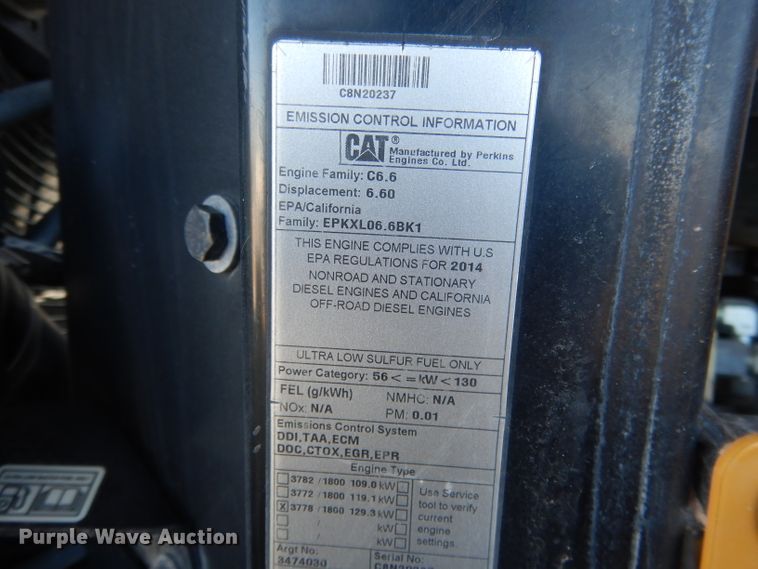 C8N20237
EMISSION CONTROL INFORMATION
CAT® Manufactured by Perkins
Engines Co. Ltd.
Engine Family: C6.6
Displacement: 6.60
EPA/California
Family: EPKXL06.6BK1
THIS ENGINE COMPLIES WITH U.S
EPA REGULATIONS FOR 2014
NONROAD AND STATIONARY
DIESEL ENGINES AND CALIFORNIA
OFF-ROAD DIESEL ENGINES
ULTRA LOW SULFUR FUEL ONLY
Power Category: 56 < = kW < 130
FEL (g/kWh) NMHC: N/A
NOx: N/A PM: 0.01
Emissions Control System
DDI,TAA,ECM
DOC,CTOX,EGR,EPR
Engine Type
3782 / 1800 109.0 kW
3772 / 1800 119.1 kW
X 3778 / 1800 129.3 kW
kW
kW
Use Service
tool to verify
current
engine
settings.
Argt No: Serial No:
3474030
Purple Wave Auction